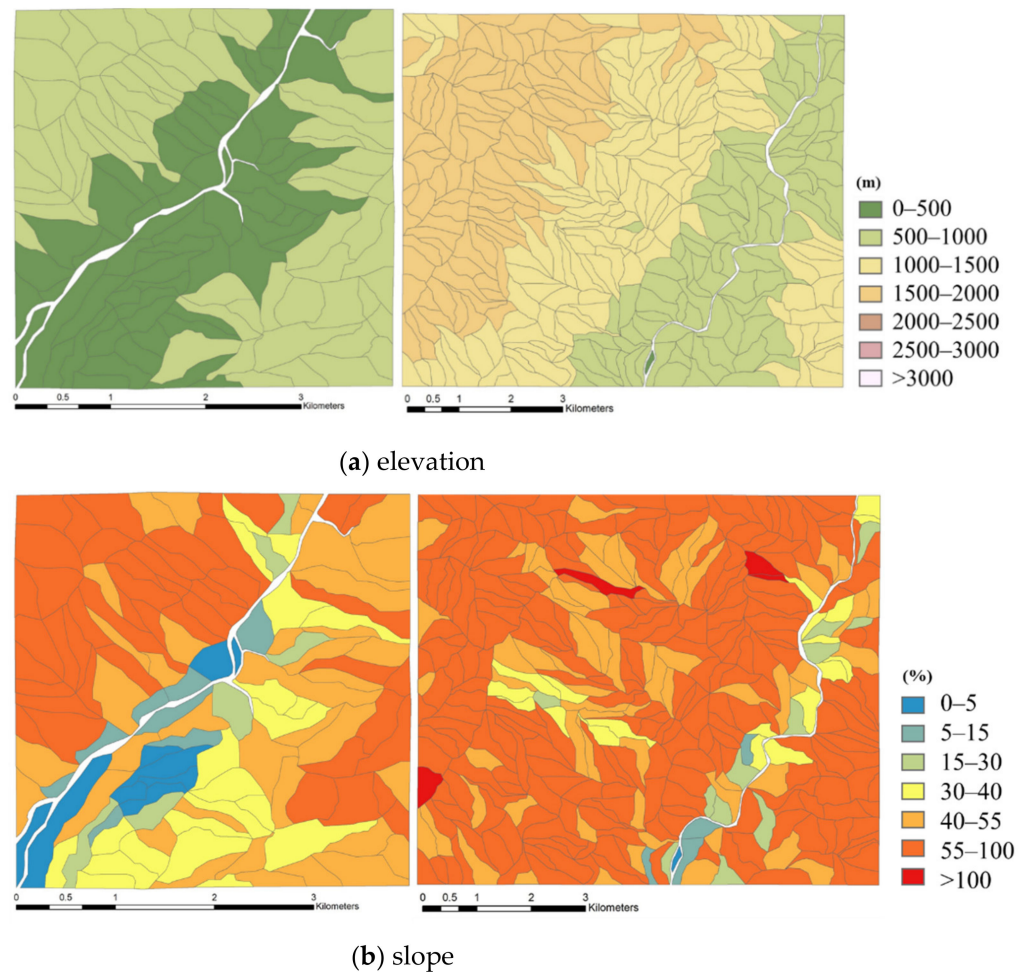 (m)
0–500
500–1000
1000–1500
1500–2000
2000–2500
2500–3000
>3000
0 0.5 1 2 3
Kilometers
0 0.5 1 2 3
Kilometers
(a) elevation
(%)
0–5
5–15
15–30
30–40
40–55
55–100
>100
0 0.5 1 2 3
Kilometers
0 0.5 1 2 3
Kilometers
(b) slope